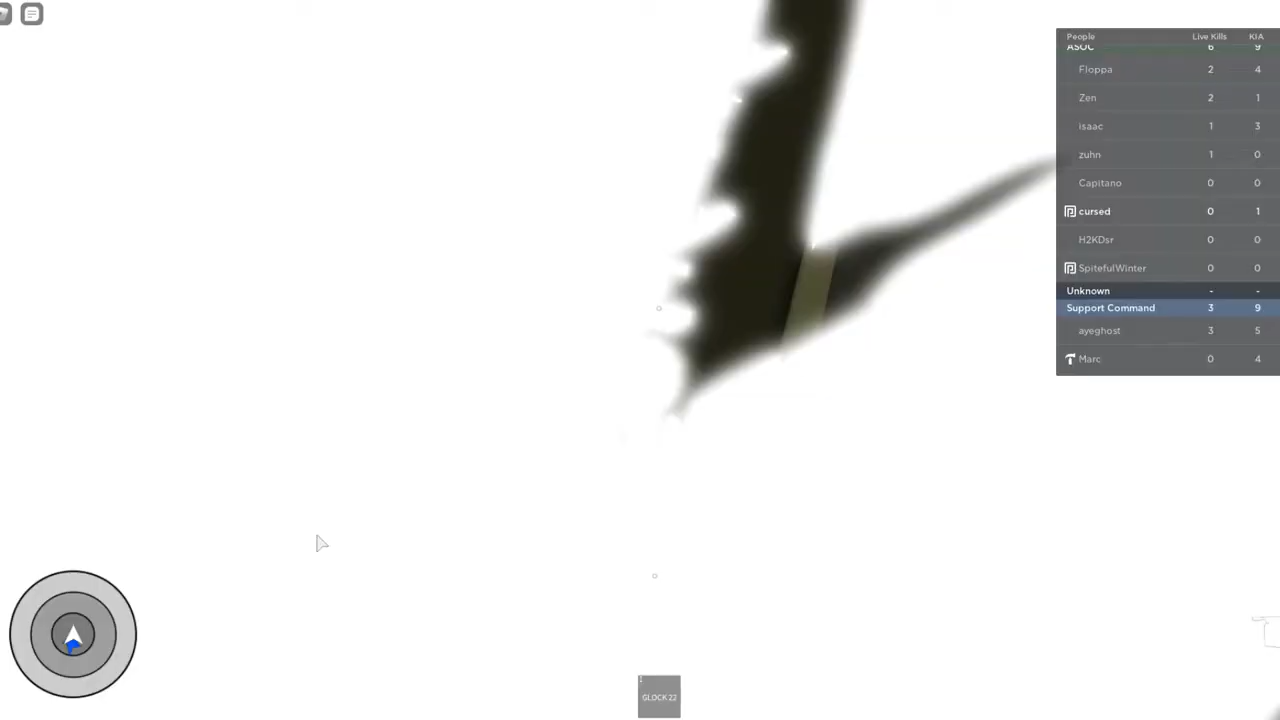 People Live Kills KIA
ASOC 6 9
Floppa 2 4
Zen 2 1
isaac 1 3
zuhn 1 0
Capitano 0 0
cursed 0 1
H2KDsr 0 0
SpitefulWinter 0 0
Unknown - -
Support Command 3 9
ayeghost 3 5
Marc 0 4
GLOCK 22